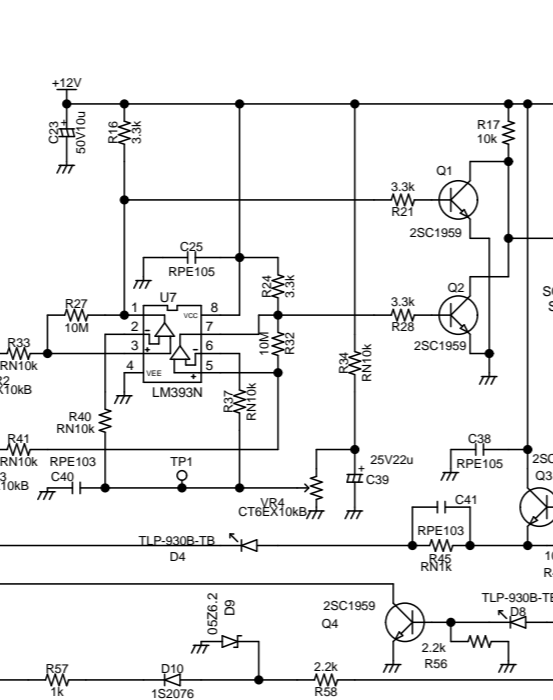 +12V
C23
50V10u
R16
3.3k
R17
10k
Q1
3.3k
R21
2SC1959
C25
RPE105
R24
3.3k
U7
R27
10M
1
2
3
4
8
7
6
5
VCC
VEE
LM393N
10M
R32
R33
RN10k
10kB
R34
RN10k
R37
RN10k
3.3k
R28
Q2
2SC1959
R40
RN10k
R41
RN10k
10kB
RPE103
C40
TP1
VR4
CT6EX10kB
25V22u
C39
C38
RPE105
Q3
C41
RPE103
R45
RN1k
TLP-930B-TB
D4
05Z6.2
D9
2SC1959
Q4
TLP-930B-TB
D8
2.2k
R56
R57
1k
D10
1S2076
2.2k
R58